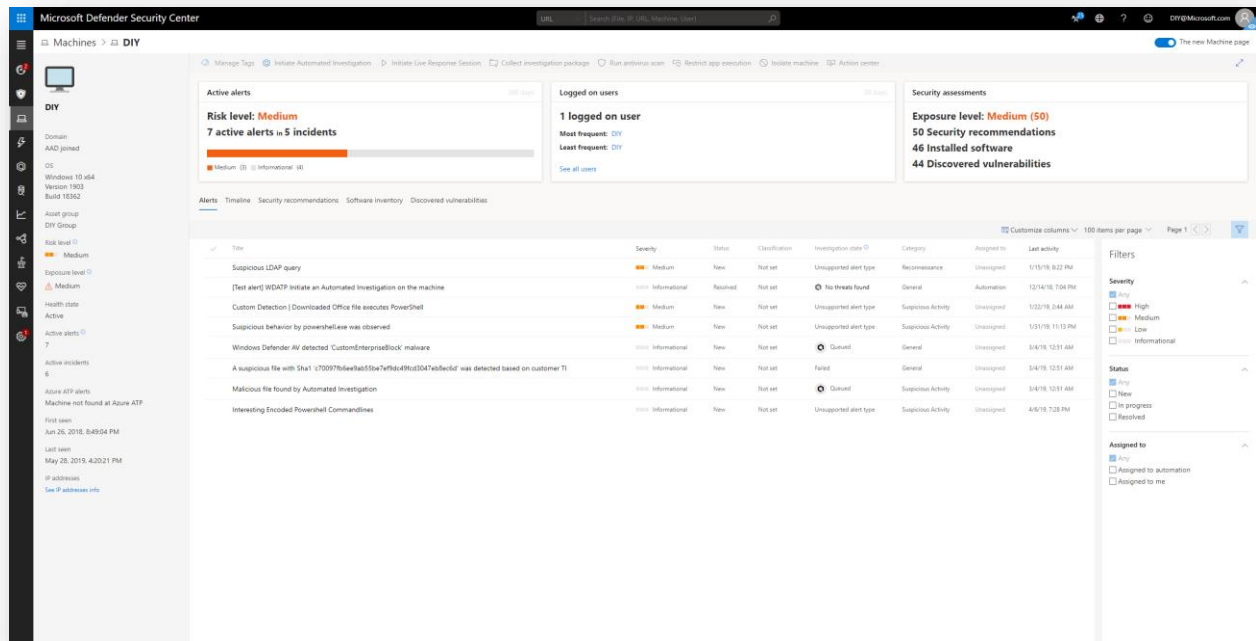 Microsoft Defender Security Center
URL
Search (File, IP, URL, Machine, User)
?
DIY@Microsoft.com
Machines > DIY
The new Machine page
Manage Tags Initiate Automated Investigation Initiate Live Response Session Collect investigation package Run antivirus scan Restrict app execution Isolate machine Action center
DIY
Domain
AAD joined
OS
Windows 10 x64
Version 1903
Build 18362
Asset group
DIY Group
Risk level
Medium
Exposure level
Medium
Health state
Active
Active alerts
7
Active incidents
6
Azure ATP alerts
Machine not found at Azure ATP
First seen
Jun 26, 2018, 8:49:04 PM
Last seen
May 26, 2019, 4:20:21 PM
IP addresses
See IP addresses info
Active alerts
Risk level: Medium
7 active alerts in 5 incidents
Medium (3) Informational (4)
Logged on users
1 logged on user
Most frequent: DIY
Least frequent: DIY
See all users
Security assessments
Exposure level: Medium (50)
50 Security recommendations
46 Installed software
44 Discovered vulnerabilities
Alerts Timeline Security recommendations Software inventory Discovered vulnerabilities
Customize columns 100 items per page Page 1
Title Severity Status Classification Investigation state Category Assigned to Last activity
Suspicious LDAP query Medium New Not set Unsupported alert type Reconnaissance Unassigned 1/15/19, 8:22 PM
[Test alert] WDATP Initiate an Automated Investigation on the machine Informational Resolved Not set No threats found General Automation 12/14/18, 7:04 PM
Custom Detection | Downloaded Office file executes PowerShell Medium New Not set Unsupported alert type Suspicious Activity Unassigned 1/22/19, 2:44 AM
Suspicious behavior by powershell.exe was observed Medium New Not set Unsupported alert type Suspicious Activity Unassigned 1/31/19, 11:13 PM
Windows Defender AV detected 'CustomEnterpriseBlock' malware Informational New Not set Queued General Unassigned 3/4/19, 12:51 AM
A suspicious file with Sha1 was detected based on customer TI Informational New Not set Failed General Unassigned 3/4/19, 12:51 AM
Malicious file found by Automated Investigation Informational New Not set Queued Suspicious Activity Unassigned 3/4/19, 12:51 AM
Interesting Encoded Powershell Commandlines Informational New Not set Unsupported alert type Suspicious Activity Unassigned 4/8/19, 7:28 PM
Filters
Severity
Any
High
Medium
Low
Informational
Status
Any
New
In progress
Resolved
Assigned to
Any
Assigned to automation
Assigned to me